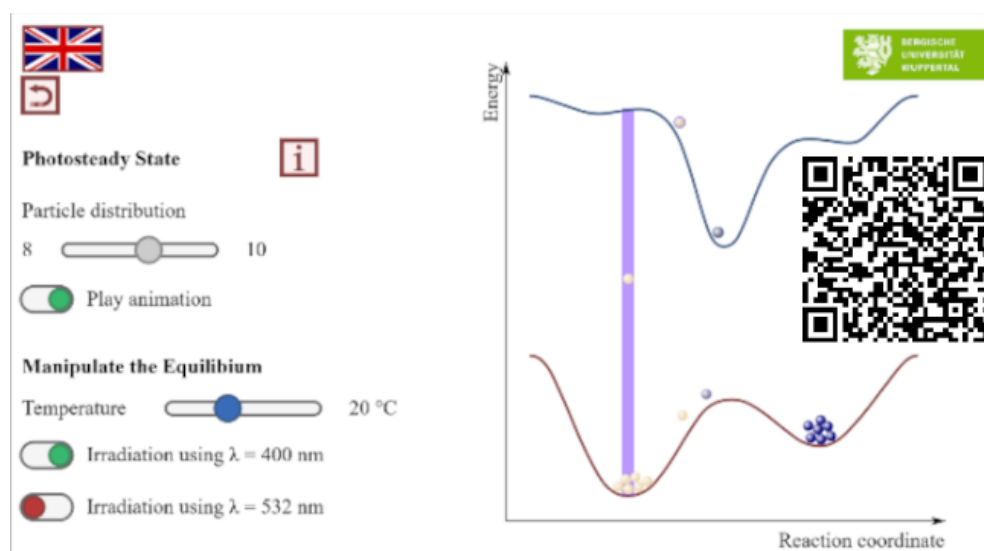 Photosteady State
i
Particle distribution
8
10
Play animation
Manipulate the Equilibium
Temperature
20 °C
Irradiation using λ = 400 nm
Irradiation using λ = 532 nm
Energy
Reaction coordinate
BERGISCHE
UNIVERSITÄT
WUPPERTAL